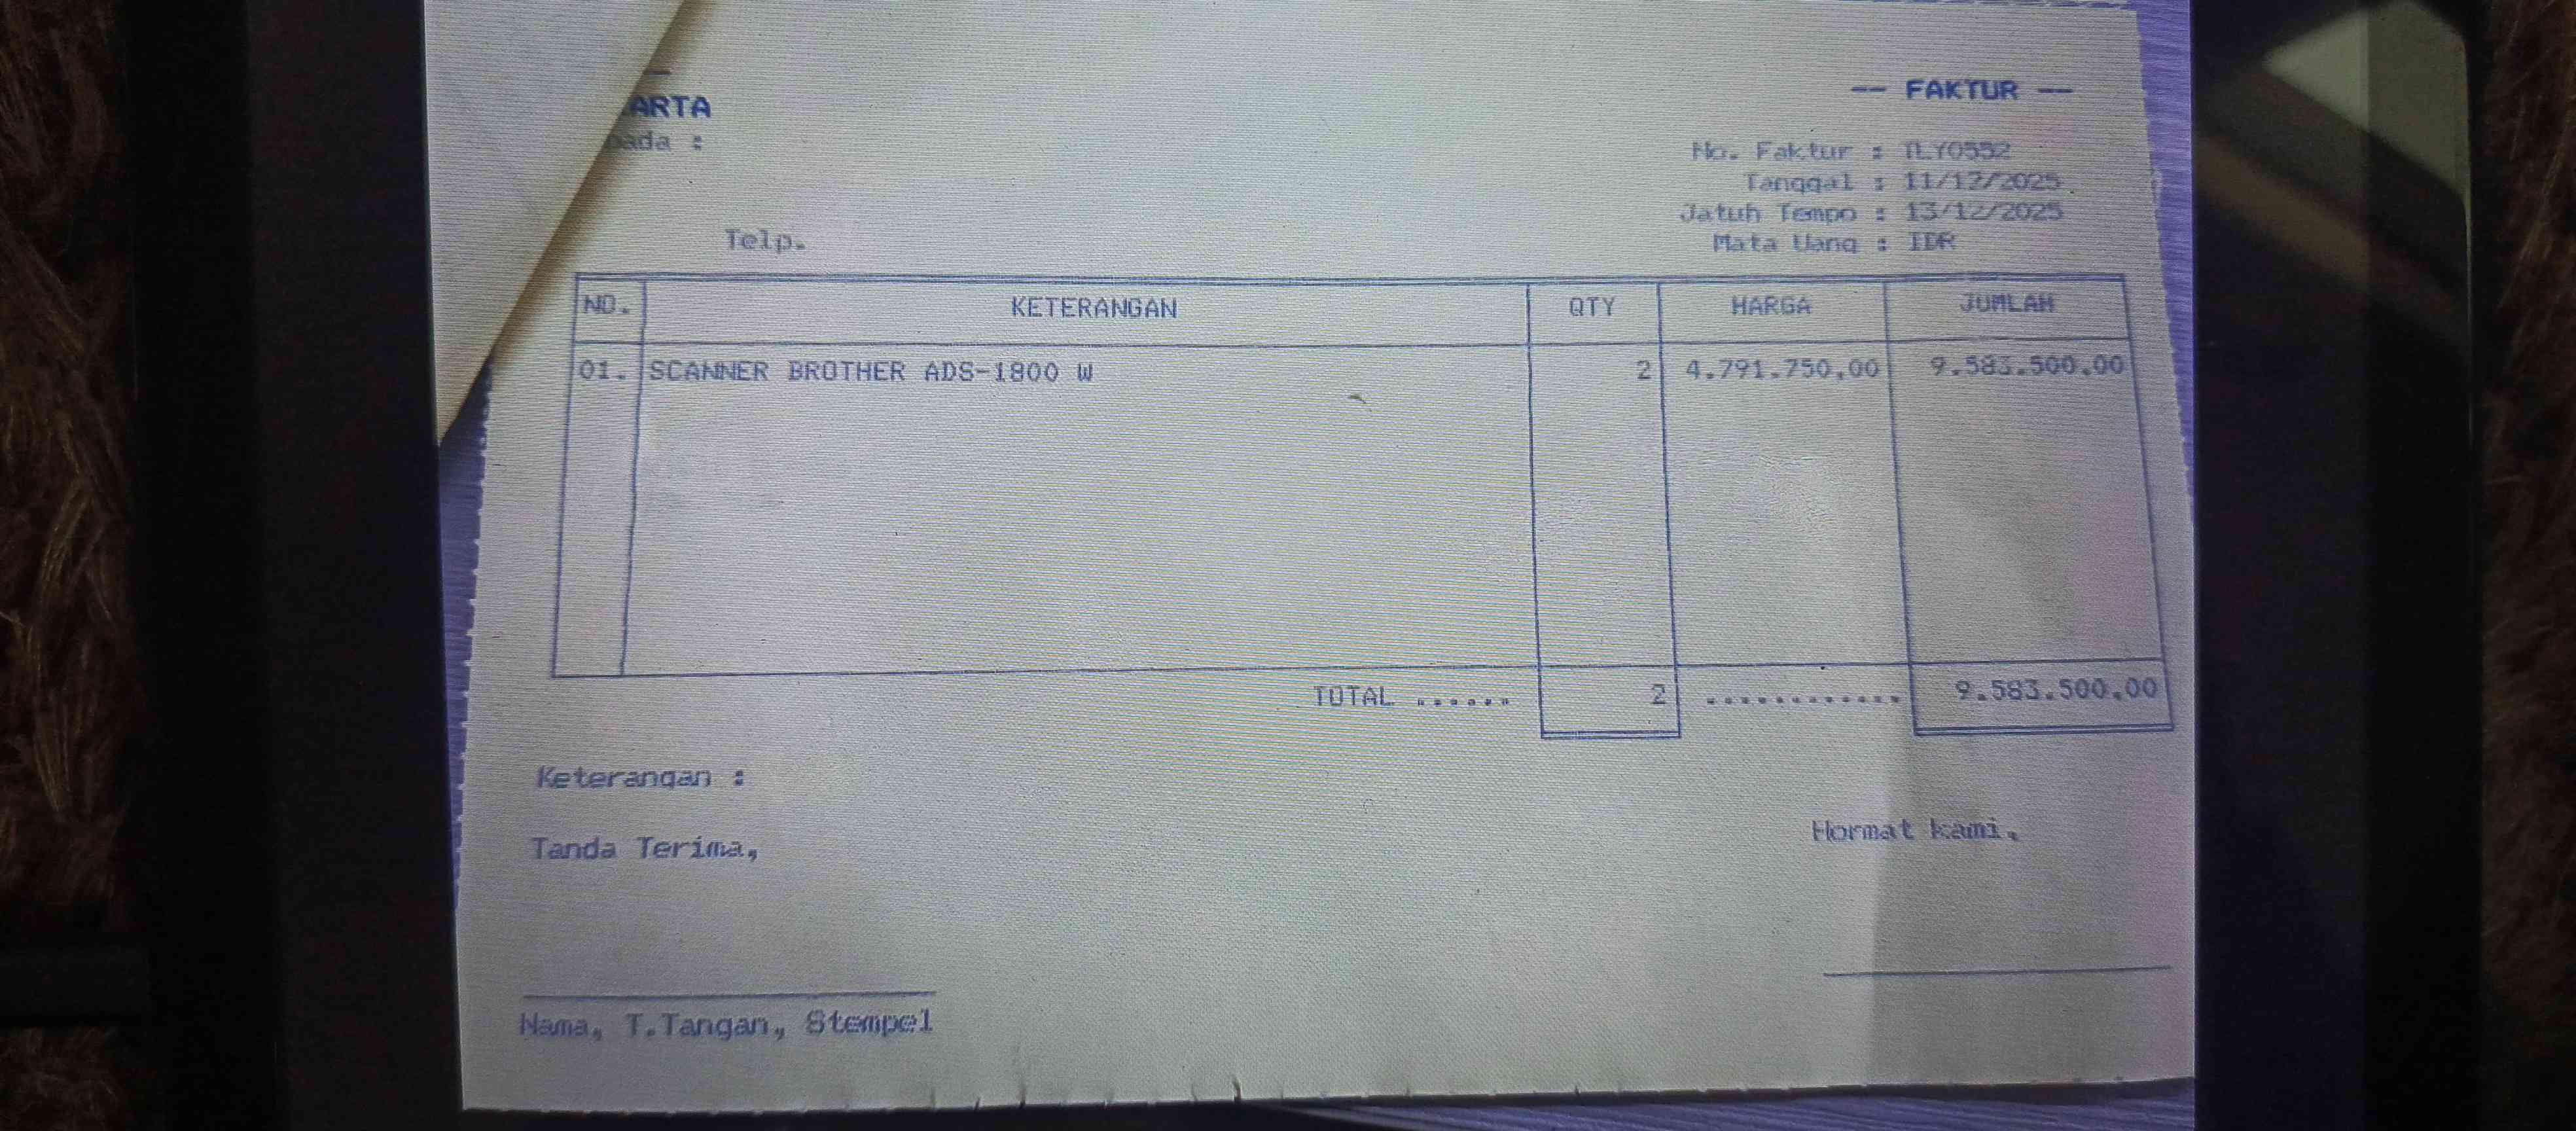 ARTA
-- FAKTUR --
pada :
No. Faktur : TLY0552
Tanggal : 11/12/2025
Jatuh Tempo : 13/12/2025
Telp.
Mata Uang : IDR
NO. KETERANGAN QTY HARGA JUMLAH
01. SCANNER BROTHER ADS-1800 W 2 4.791.750,00 9.583.500,00
TOTAL ...... 2 ............ 9.583.500,00
Keterangan :
Tanda Terima,
Hormat kami,
Nama, T.Tangan, Stempel